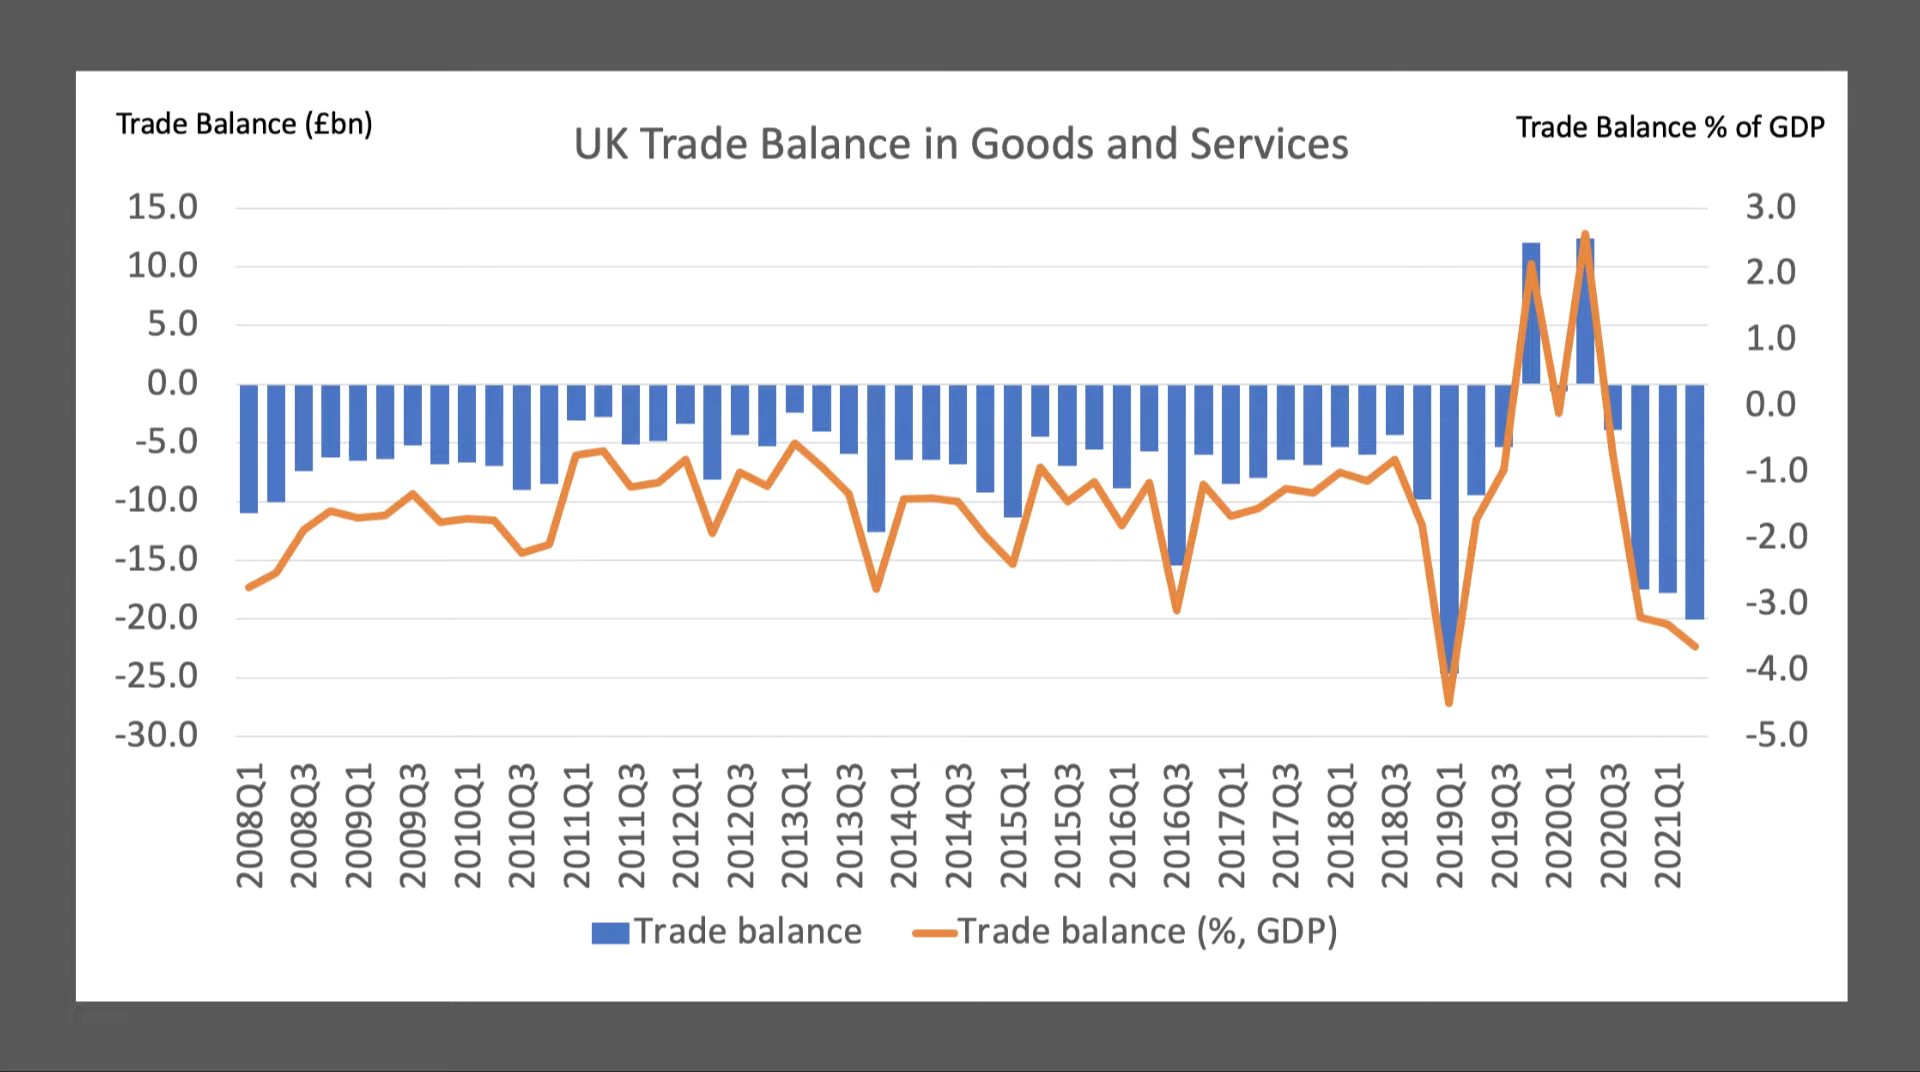 Trade Balance (£bn)
Trade Balance % of GDP
UK Trade Balance in Goods and Services
15.0
10.0
5.0
0.0
-5.0
-10.0
-15.0
-20.0
-25.0
-30.0
3.0
2.0
1.0
0.0
-1.0
-2.0
-3.0
-4.0
-5.0
2008Q1
2008Q3
2009Q1
2009Q3
2010Q1
2010Q3
2011Q1
2011Q3
2012Q1
2012Q3
2013Q1
2013Q3
2014Q1
2014Q3
2015Q1
2015Q3
2016Q1
2016Q3
2017Q1
2017Q3
2018Q1
2018Q3
2019Q1
2019Q3
2020Q1
2020Q3
2021Q1
Trade balance
Trade balance (%, GDP)